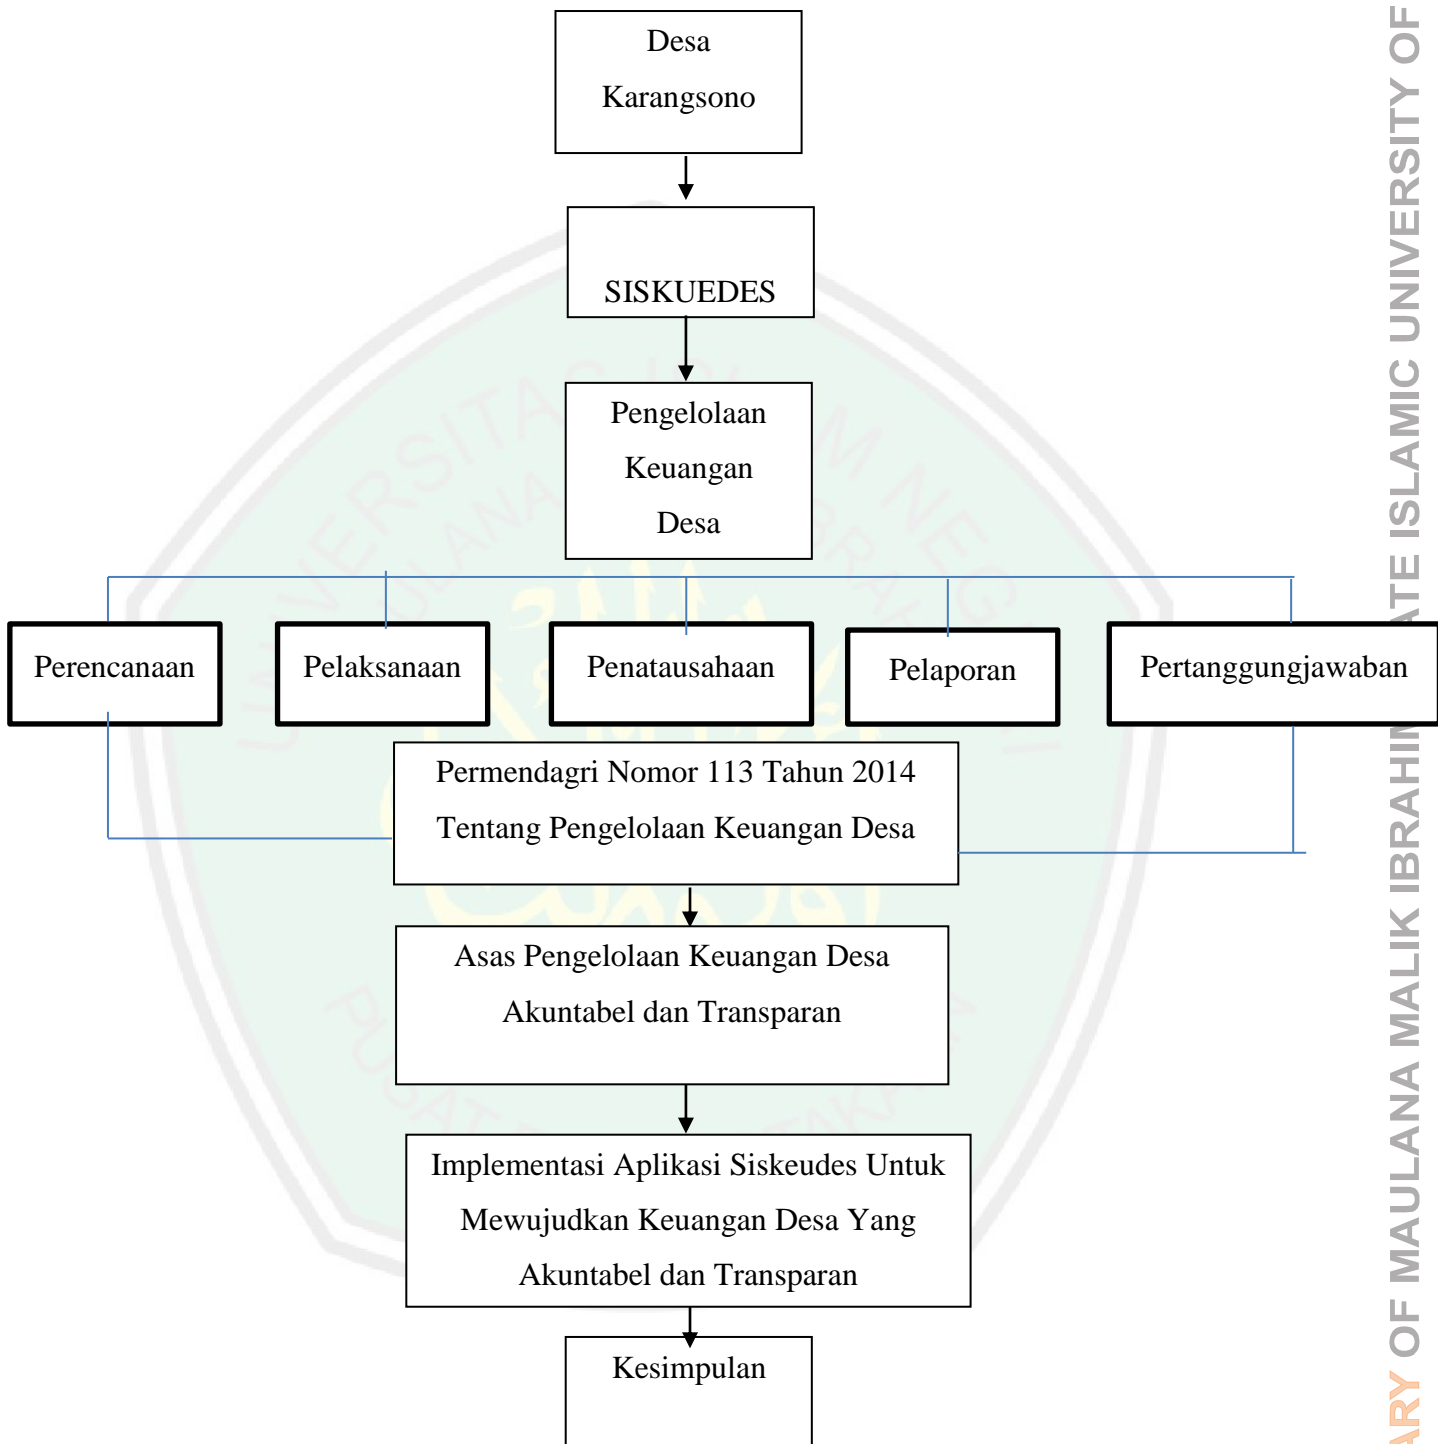 Desa
Karangsono
SISKUEDES
Pengelolaan
Keuangan
Desa
Perencanaan
Pelaksanaan
Penatausahaan
Pelaporan
Pertanggungjawaban
Permendagri Nomor 113 Tahun 2014
Tentang Pengelolaan Keuangan Desa
Asas Pengelolaan Keuangan Desa
Akuntabel dan Transparan
Implementasi Aplikasi Siskeudes Untuk
Mewujudkan Keuangan Desa Yang
Akuntabel dan Transparan
Kesimpulan
OF MAULANA MALIK IBRAHIM ISLAMIC UNIVERSITY OF